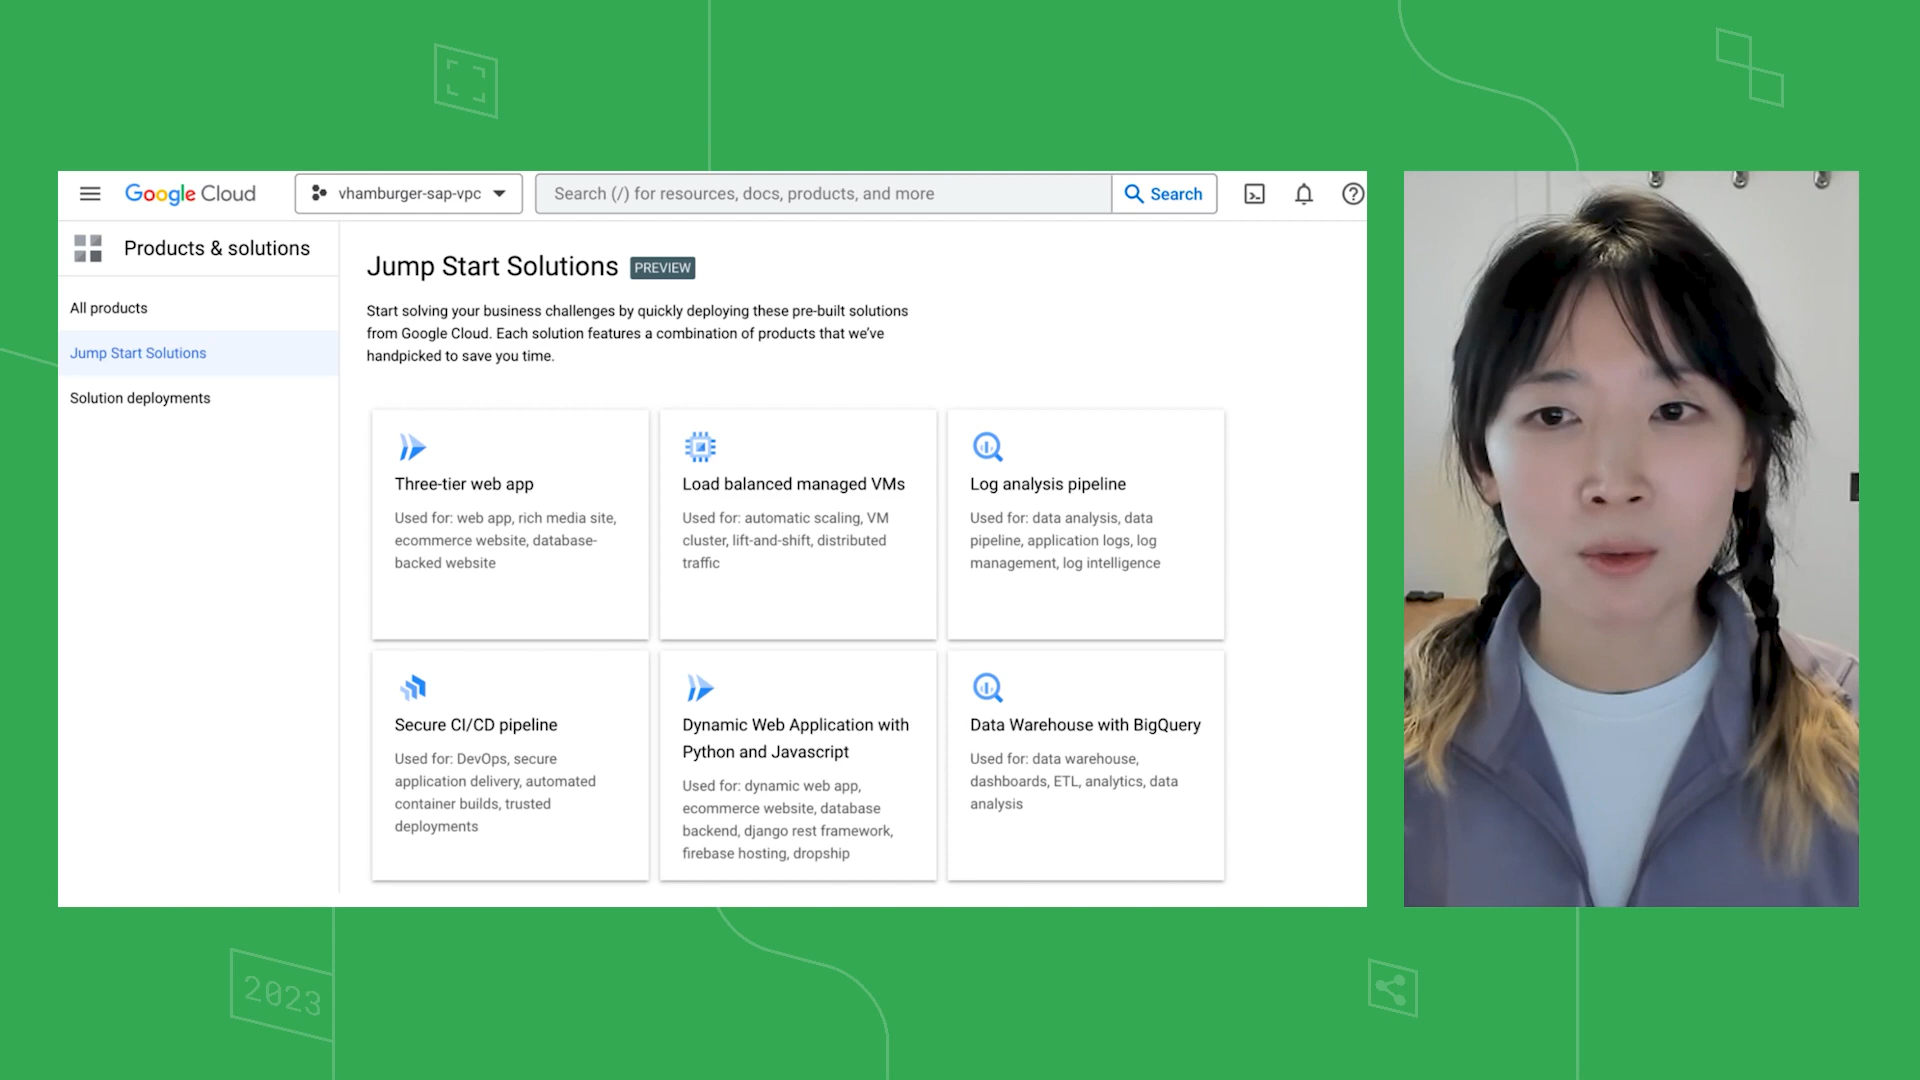 Google Cloud
vhamburger-sap-vpc
Search (/) for resources, docs, products, and more
Search
Products & solutions
All products
Jump Start Solutions
Solution deployments
Jump Start Solutions PREVIEW
Start solving your business challenges by quickly deploying these pre-built solutions
from Google Cloud. Each solution features a combination of products that we've
handpicked to save you time.
Three-tier web app
Used for: web app, rich media site,
ecommerce website, database-
backed website
Load balanced managed VMs
Used for: automatic scaling, VM
cluster, lift-and-shift, distributed
traffic
Log analysis pipeline
Used for: data analysis, data
pipeline, application logs, log
management, log intelligence
Secure CI/CD pipeline
Used for: DevOps, secure
application delivery, automated
container builds, trusted
deployments
Dynamic Web Application with
Python and Javascript
Used for: dynamic web app,
ecommerce website, database
backend, django rest framework,
firebase hosting, dropship
Data Warehouse with BigQuery
Used for: data warehouse,
dashboards, ETL, analytics, data
analysis
2023